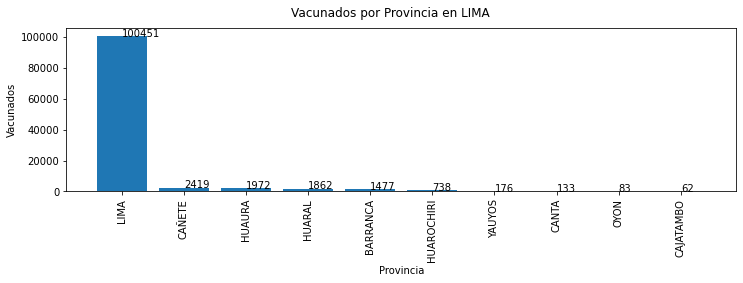 Vacunados por Provincia en LIMA
Vacunados
100000
80000
60000
40000
20000
0
100451
2419
1972
1862
1477
738
176
133
83
62
LIMA
CAÑETE
HUAURA
HUARAL
BARRANCA
HUAROCHIRI
YAUYOS
CANTA
OYON
CAJATAMBO
Provincia